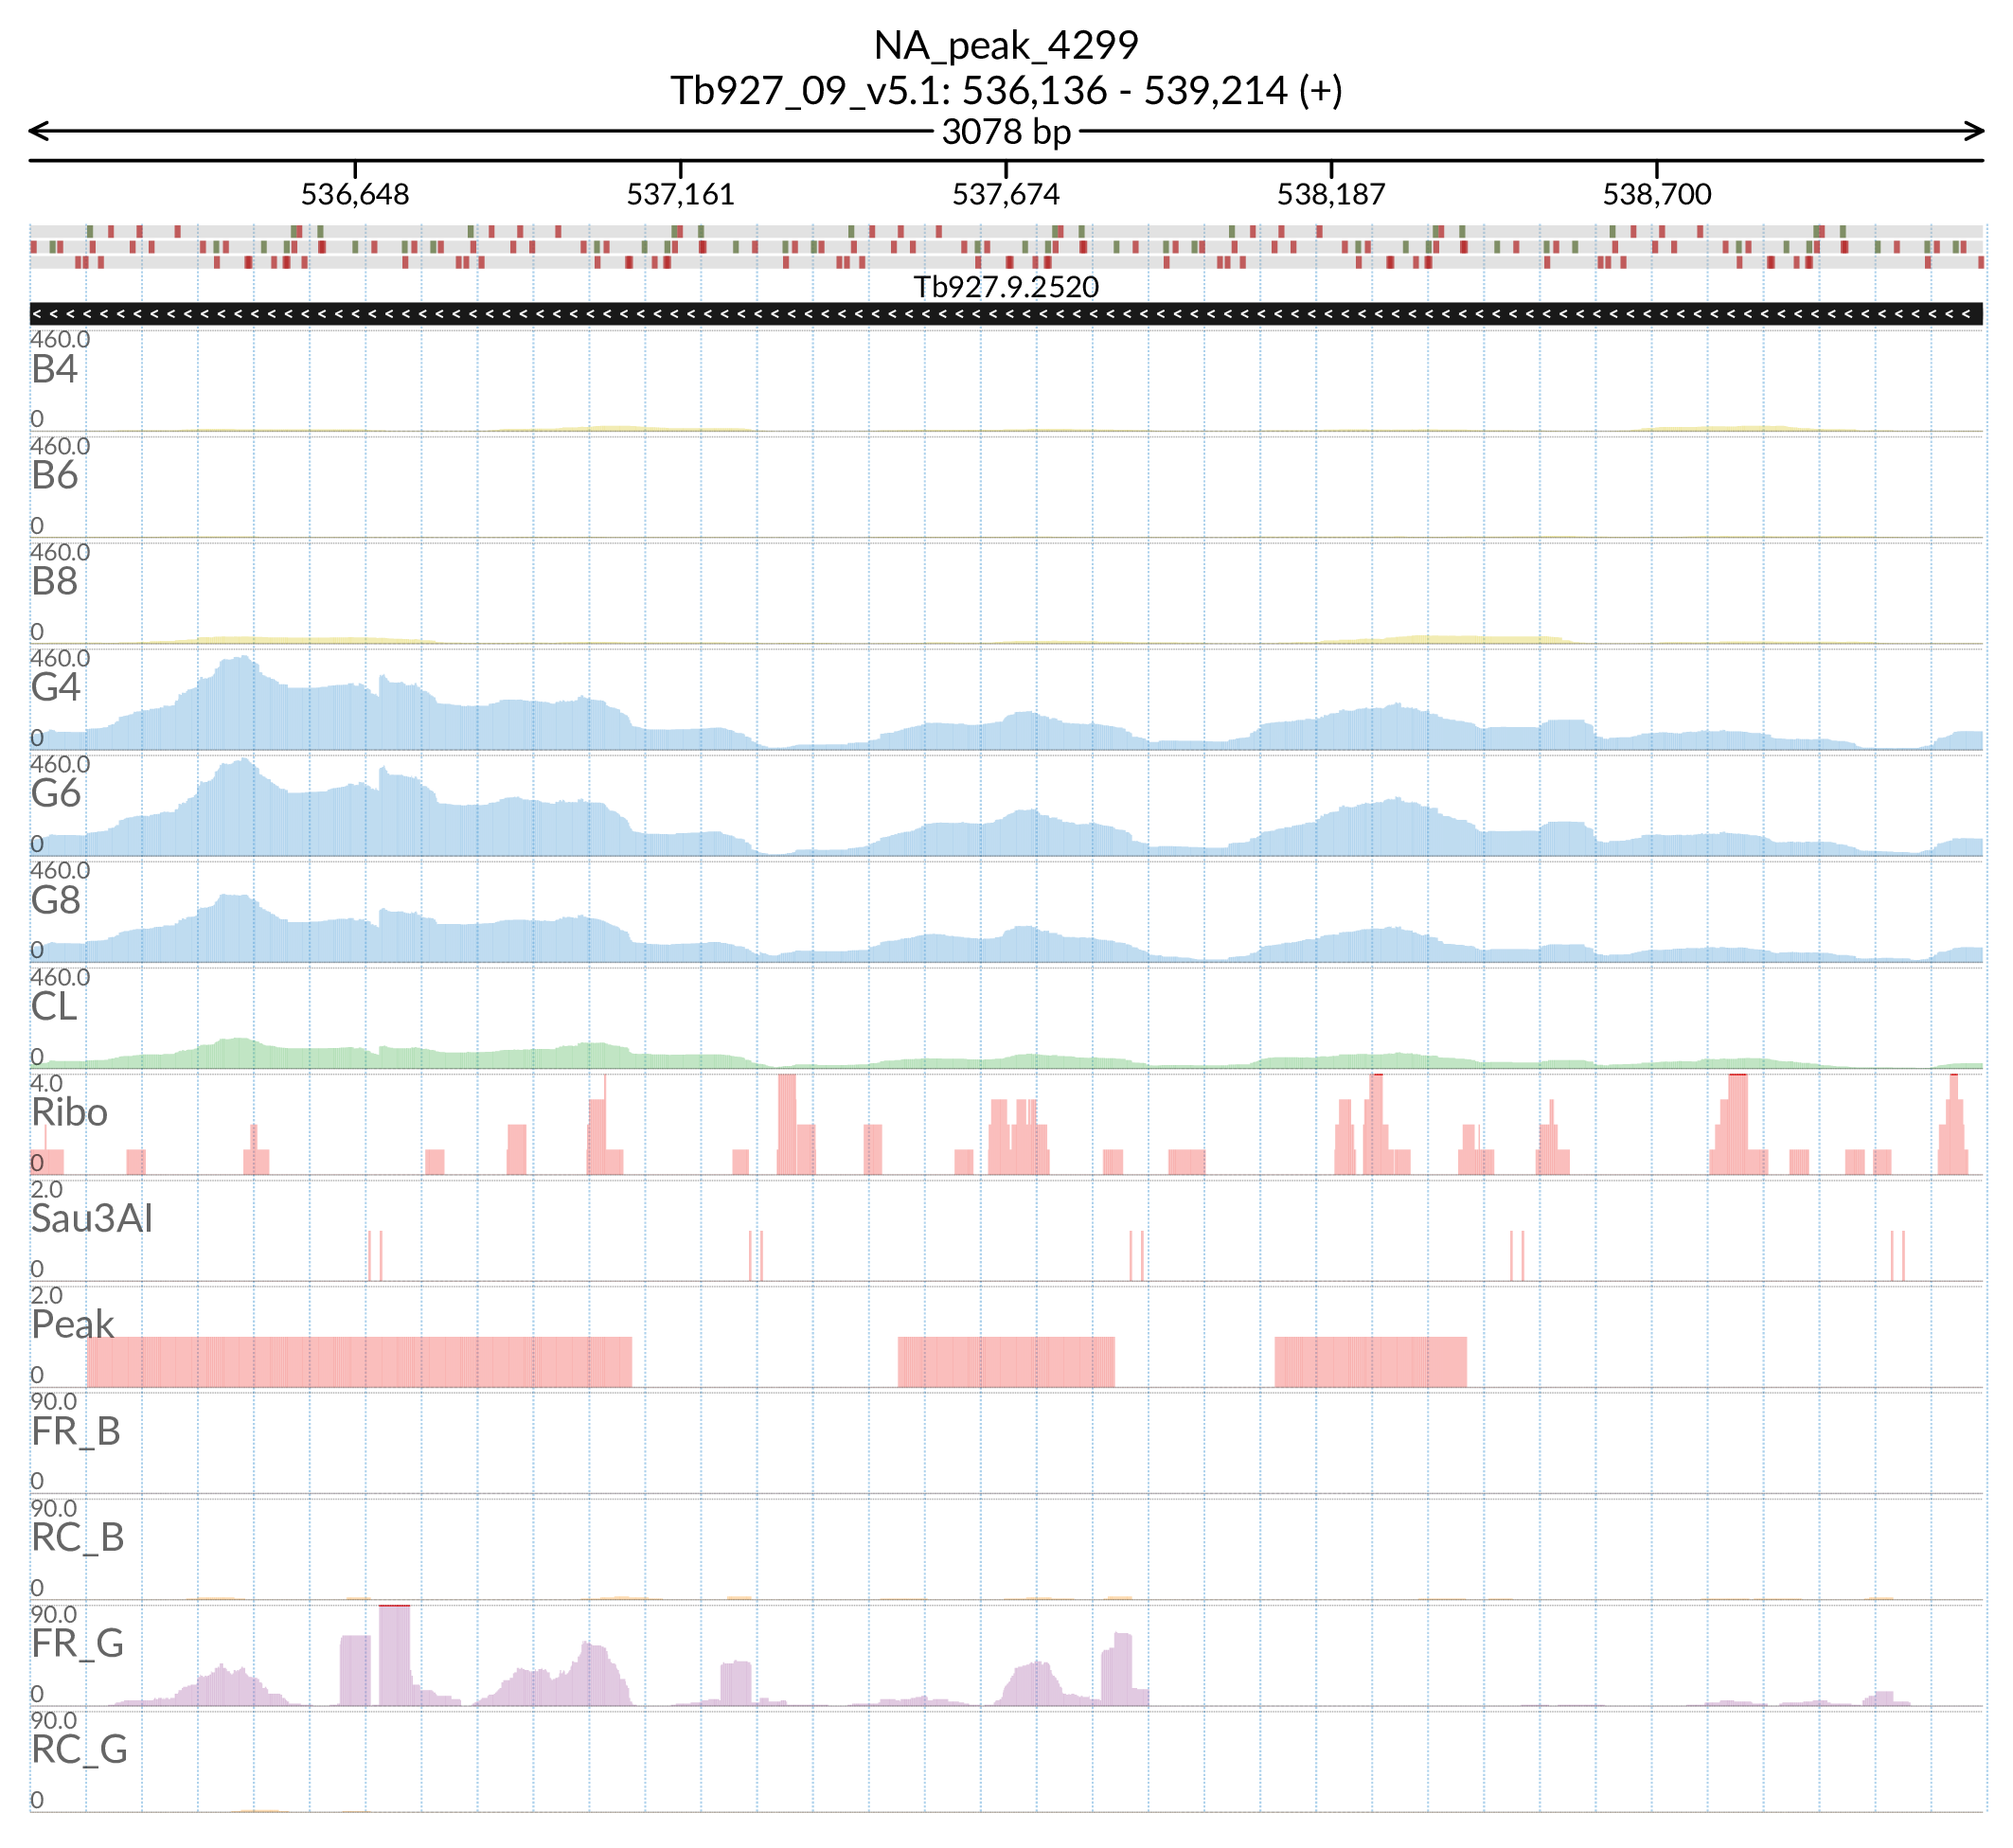 NA_peak_4299
Tb927_09_v5.1: 536,136 - 539,214 (+)
3078 bp
536,648 537,161 537,674 538,187 538,700
Tb927.9.2520
460.0
B4
0
460.0
B6
0
460.0
B8
0
460.0
G4
0
460.0
G6
0
460.0
G8
0
460.0
CL
0
4.0
Ribo
0
2.0
Sau3AI
0
2.0
Peak
0
90.0
FR_B
0
90.0
RC_B
0
90.0
FR_G
0
90.0
RC_G
0